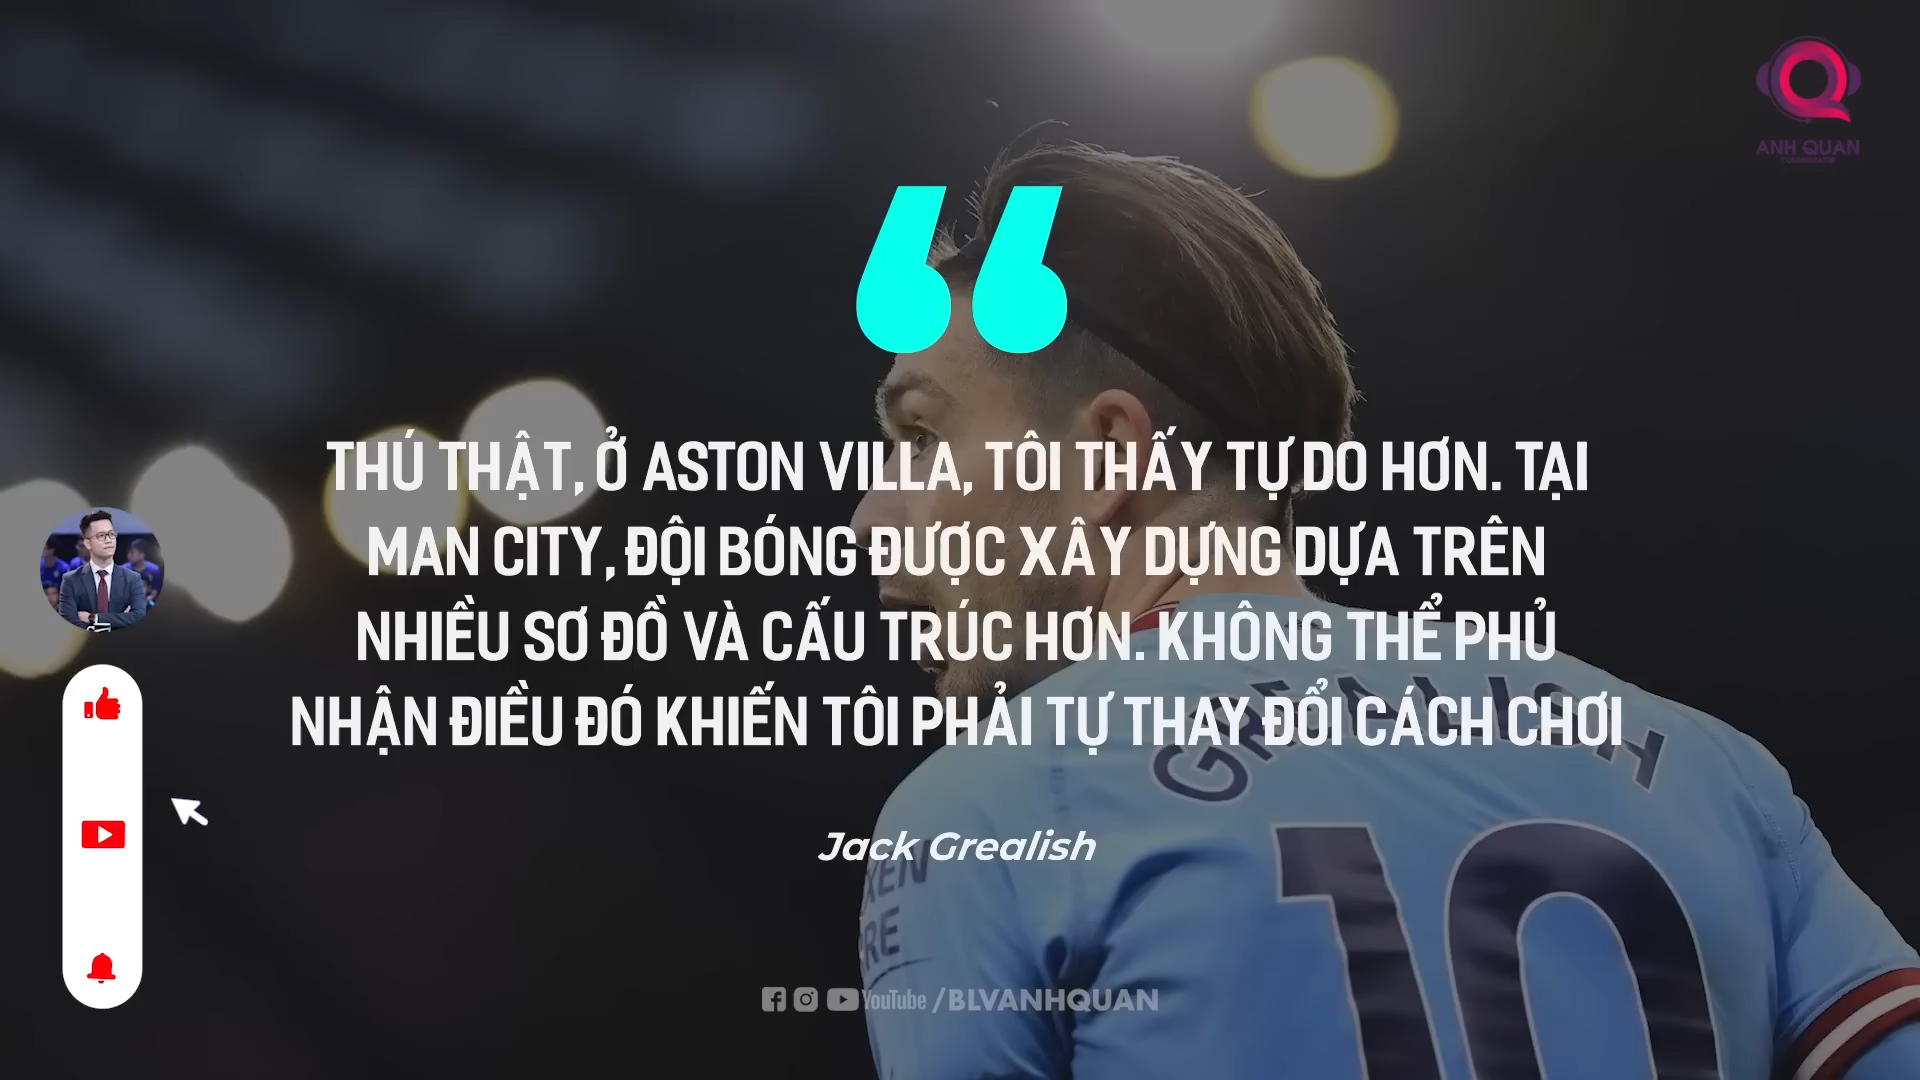 ANH QUAN
THÚ THẬT, Ở ASTON VILLA, TÔI THẤY TỰ DO HƠN. TẠI
MAN CITY, ĐỘI BÓNG ĐƯỢC XÂY DỰNG DỰA TRÊN
NHIỀU SƠ ĐỒ VÀ CẤU TRÚC HƠN. KHÔNG THỂ PHỦ
NHẬN ĐIỀU ĐÓ KHIẾN TÔI PHẢI TỰ THAY ĐỔI CÁCH CHƠI
GREALISH
Jack Grealish
10
YouTube /BLVANHQUAN